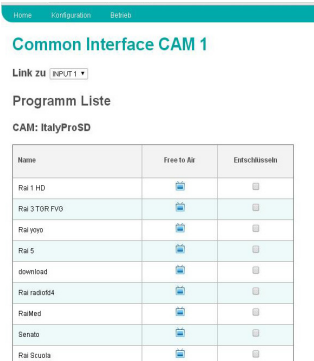 Home Konfiguration Betrieb
Common Interface CAM 1
Link zu INPUT 1
Programm Liste
CAM: ItalyProSD
Name Free to Air Entschlüsseln
Rai 1 HD
Rai 3 TGR FVG
Rai yoyo
Rai 5
download
Rai radiofd4
RaiMed
Senato
Rai Scuola